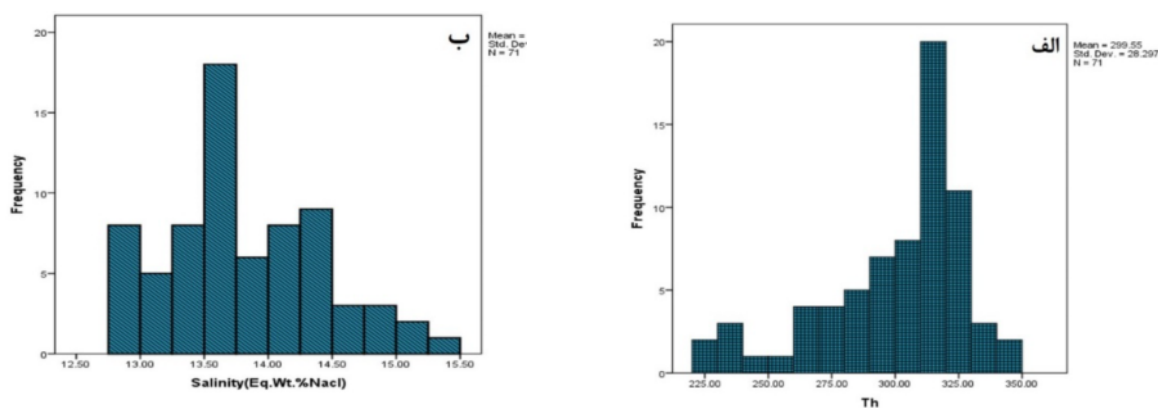 ب
Mean =
Std. Dev
N = 71
20
15
10
5
0
Frequency
12.50 13.00 13.50 14.00 14.50 15.00 15.50
Salinity(Eq.Wt.%Nacl)
الف
Mean = 299.55
Std. Dev. = 28.297
N = 71
20
15
10
5
0
Frequency
225.00 250.00 275.00 300.00 325.00 350.00
Th